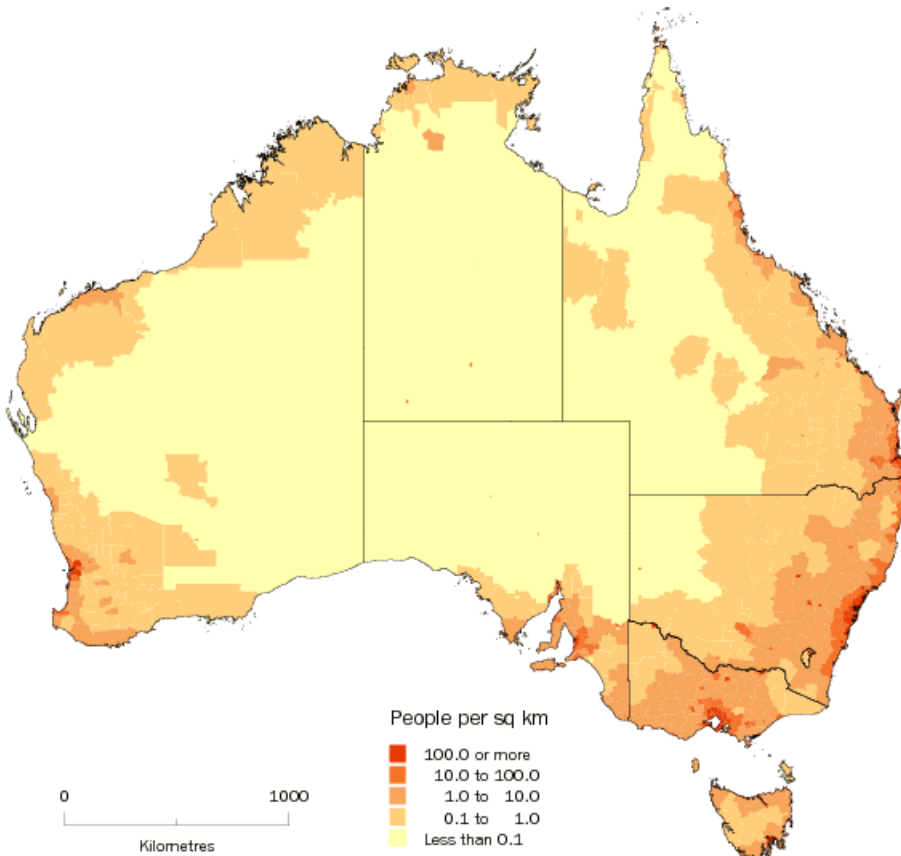 People per sq km
100.0 or more
10.0 to 100.0
1.0 to 10.0
0.1 to 1.0
Less than 0.1
0 1000
Kilometres